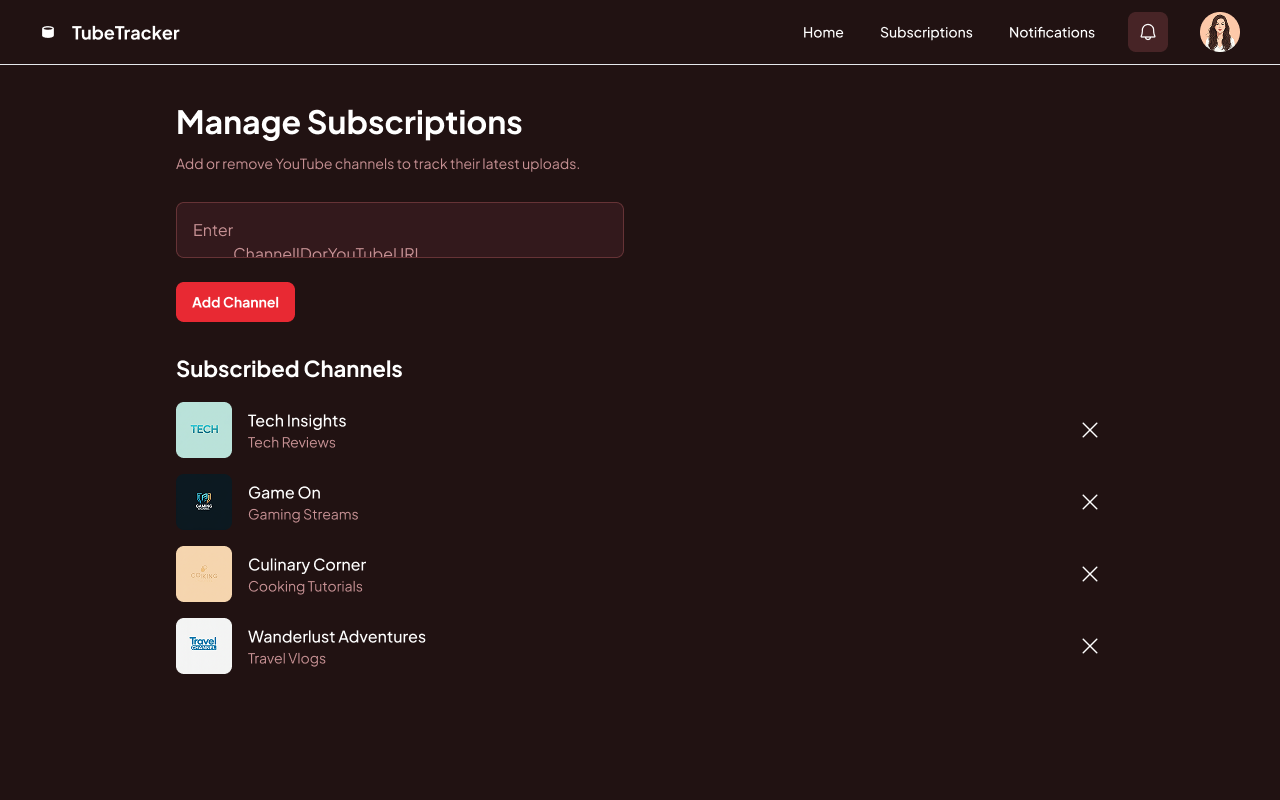 TubeTracker
Home
Subscriptions
Notifications
Manage Subscriptions
Add or remove YouTube channels to track their latest uploads.
Enter
ChannelIDorYouTubeURL
Add Channel
Subscribed Channels
TECH
Tech Insights
Tech Reviews
GAMING
Game On
Gaming Streams
Culinary Corner
Cooking Tutorials
Travel
CHANNEL
Wanderlust Adventures
Travel Vlogs